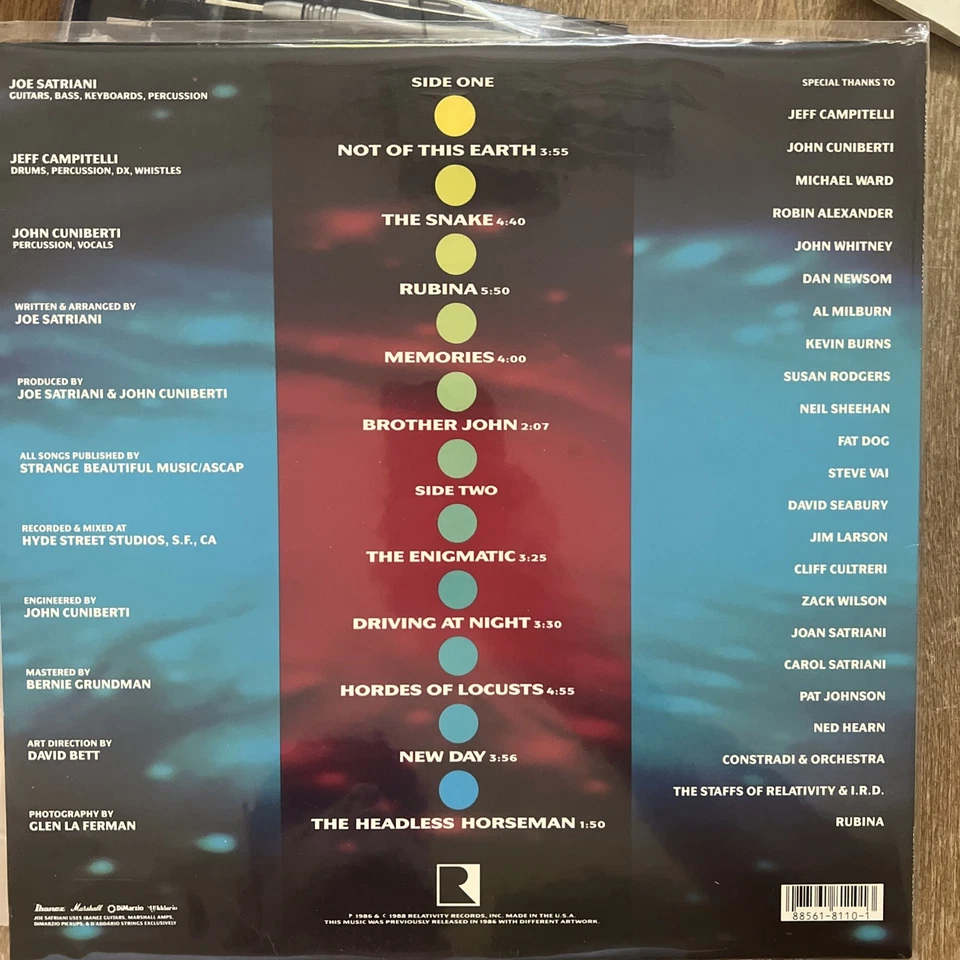 JOE SATRIANI
GUITARS, BASS, KEYBOARDS, PERCUSSION
JEFF CAMPITELLI
DRUMS, PERCUSSION, DX, WHISTLES
JOHN CUNIBERTI
PERCUSSION, VOCALS
WRITTEN & ARRANGED BY
JOE SATRIANI
PRODUCED BY
JOE SATRIANI & JOHN CUNIBERTI
ALL SONGS PUBLISHED BY
STRANGE BEAUTIFUL MUSIC/ASCAP
RECORDED & MIXED AT
HYDE STREET STUDIOS, S.F., CA
ENGINEERED BY
JOHN CUNIBERTI
MASTERED BY
BERNIE GRUNDMAN
ART DIRECTION BY
DAVID BETT
PHOTOGRAPHY BY
GLEN LA FERMAN
Ibanez Marshall DiMarzio D'Addario
JOE SATRIANI USES IBANEZ GUITARS, MARSHALL AMPS,
DIMARZIO PICKUPS, & D'ADDARIO STRINGS EXCLUSIVELY
SIDE ONE
NOT OF THIS EARTH 3:55
THE SNAKE 4:40
RUBINA 5:50
MEMORIES 4:00
BROTHER JOHN 2:07
SIDE TWO
THE ENIGMATIC 3:25
DRIVING AT NIGHT 3:30
HORDES OF LOCUSTS 4:55
NEW DAY 3:56
THE HEADLESS HORSEMAN 1:50
R
P 1986 & C 1988 RELATIVITY RECORDS, INC. MADE IN THE U.S.A.
THIS MUSIC WAS PREVIOUSLY RELEASED IN 1986 WITH DIFFERENT ARTWORK.
SPECIAL THANKS TO
JEFF CAMPITELLI
JOHN CUNIBERTI
MICHAEL WARD
ROBIN ALEXANDER
JOHN WHITNEY
DAN NEWSOM
AL MILBURN
KEVIN BURNS
SUSAN RODGERS
NEIL SHEEHAN
FAT DOG
STEVE VAI
DAVID SEABURY
JIM LARSON
CLIFF CULTRERI
ZACK WILSON
JOAN SATRIANI
CAROL SATRIANI
PAT JOHNSON
NED HEARN
CONSTRADI & ORCHESTRA
THE STAFFS OF RELATIVITY & I.R.D.
RUBINA
88561-8110-1